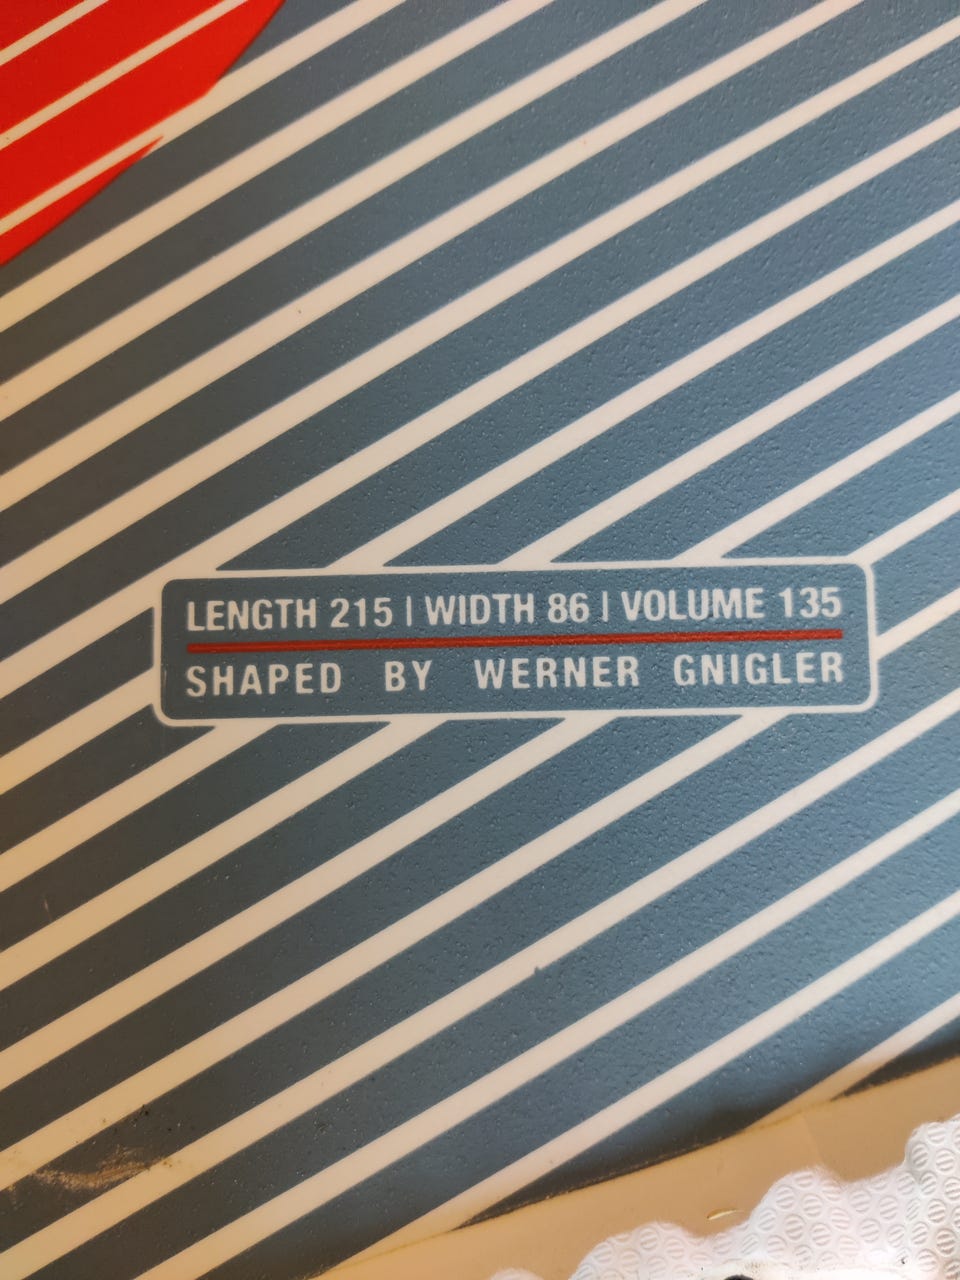 LENGTH 215 | WIDTH 86 | VOLUME 135
SHAPED BY WERNER GNIGLER